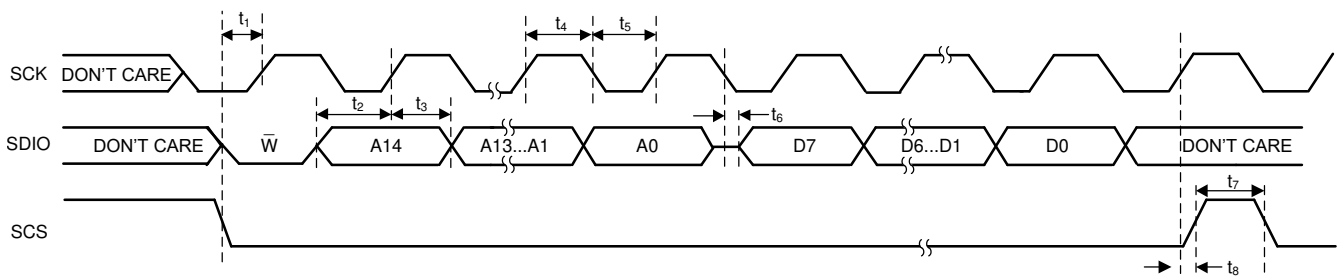 t1 t4 t5
SCK DON'T CARE
t2 t3 t6
SDIO DON'T CARE W̅ A14 A13...A1 A0 D7 D6...D1 D0 DON'T CARE
t7
SCS
t8